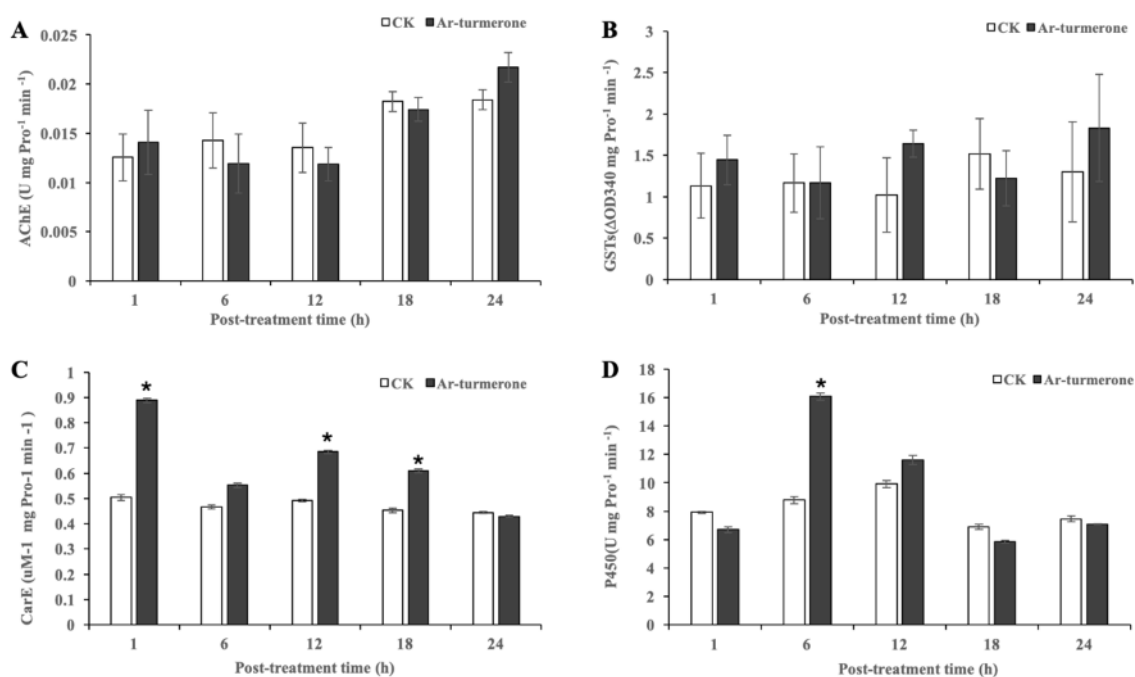 A
CK Ar-turmerone
AChE (U mg Pro⁻¹ min ⁻¹)
0.025
0.02
0.015
0.01
0.005
0
1 6 12 18 24
Post-treatment time (h)
B
CK Ar-turmerone
GSTs(ΔOD340 mg Pro⁻¹ min ⁻¹)
3
2.5
2
1.5
1
0.5
0
1 6 12 18 24
Post-treatment time (h)
C
CK Ar-turmerone
CarE (uM-1 mg Pro-1 min -1 )
1
0.9
0.8
0.7
0.6
0.5
0.4
0.3
0.2
0.1
0
*
*
*
1 6 12 18 24
Post-treatment time (h)
D
CK Ar-turmerone
P450(U mg Pro⁻¹ min⁻¹)
18
16
14
12
10
8
6
4
2
0
*
1 6 12 18 24
Post-treatment time (h)